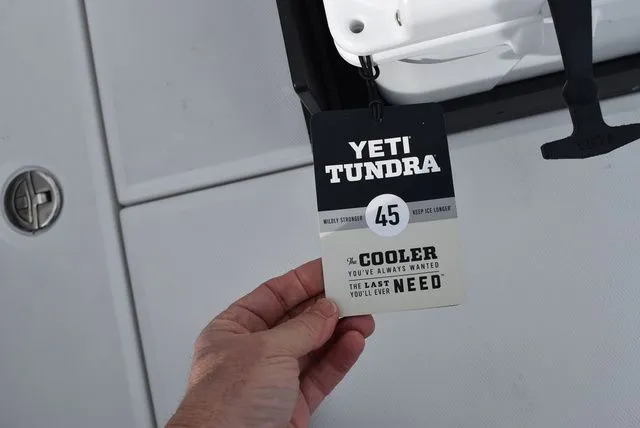 YETI
TUNDRA
WILDLY STRONGER 45 KEEP ICE LONGER
The COOLER
YOU'VE ALWAYS WANTED
THE LAST
YOU'LL EVER NEED
YETI